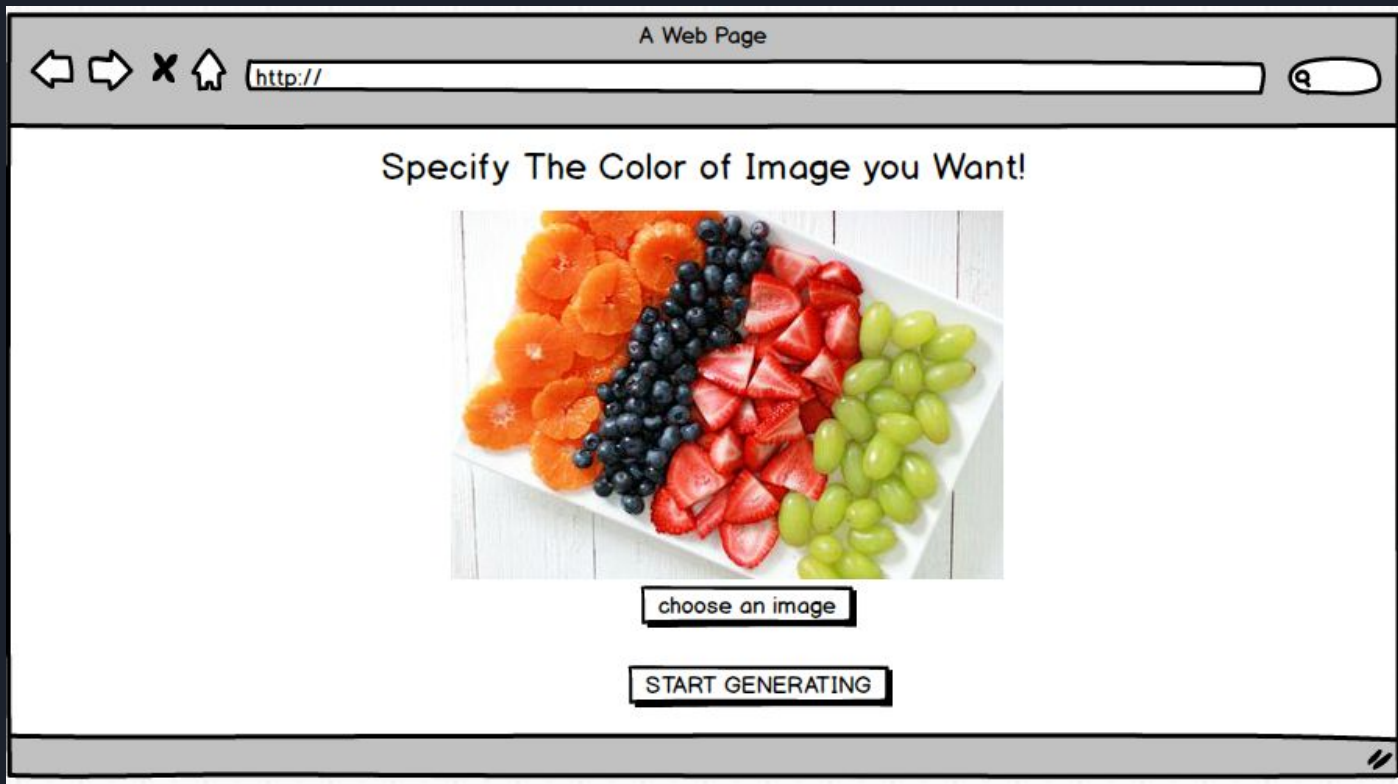 A Web Page
http://
Specify The Color of Image you Want!
choose an image
START GENERATING